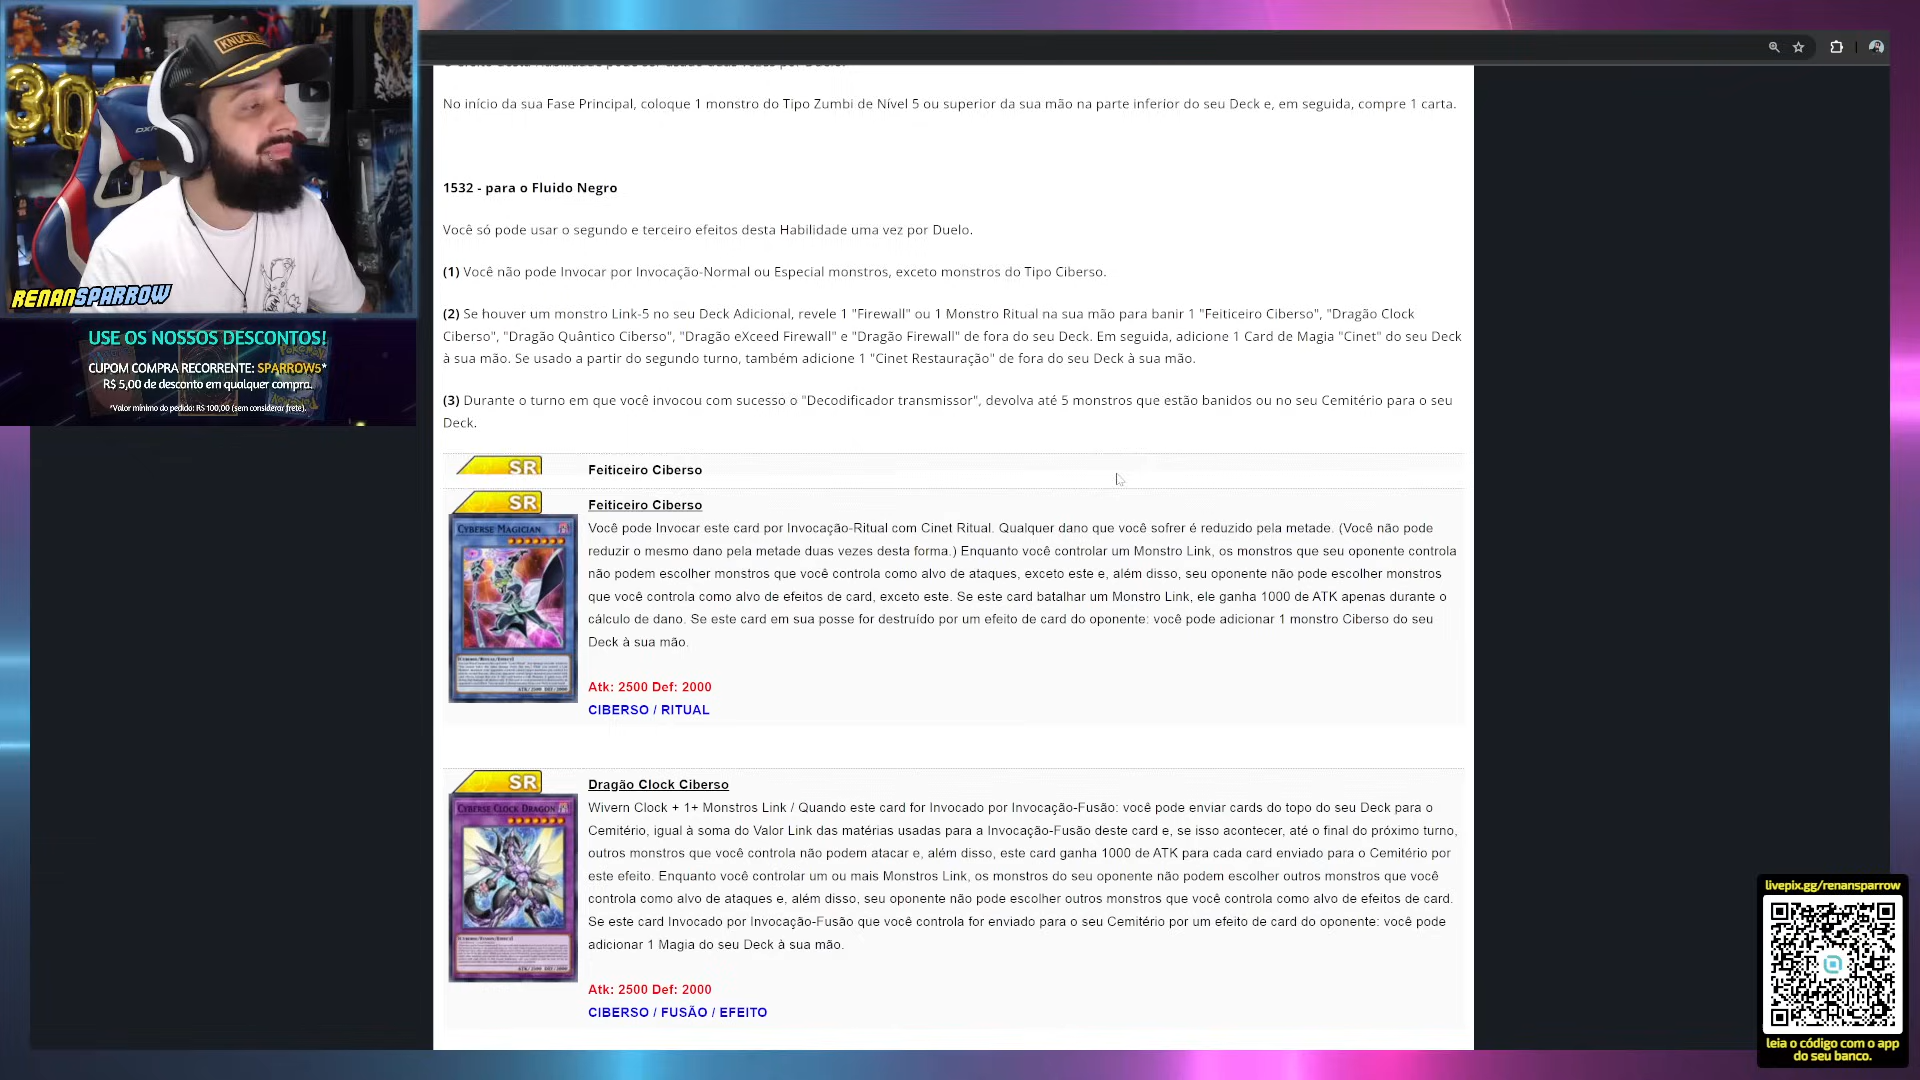 KNUCKLE
30
DXR
RENANSPARROW
USE OS NOSSOS DESCONTOS!
CUPOM COMPRA RECORRENTE: SPARROW5*
R$ 5,00 de desconto em qualquer compra.
*Valor mínimo do pedido: R$ 100,00 (sem considerar frete).
No início da sua Fase Principal, coloque 1 monstro do Tipo Zumbi de Nível 5 ou superior da sua mão na parte inferior do seu Deck e, em seguida, compre 1 carta.
1532 - para o Fluido Negro
Você só pode usar o segundo e terceiro efeitos desta Habilidade uma vez por Duelo.
(1) Você não pode Invocar por Invocação-Normal ou Especial monstros, exceto monstros do Tipo Ciberso.
(2) Se houver um monstro Link-5 no seu Deck Adicional, revele 1 "Firewall" ou 1 Monstro Ritual na sua mão para banir 1 "Feiticeiro Ciberso", "Dragão Clock
Ciberso", "Dragão Quântico Ciberso", "Dragão eXceed Firewall" e "Dragão Firewall" de fora do seu Deck. Em seguida, adicione 1 Card de Magia "Cinet" do seu Deck
à sua mão. Se usado a partir do segundo turno, também adicione 1 "Cinet Restauração" de fora do seu Deck à sua mão.
(3) Durante o turno em que você invocou com sucesso o "Decodificador transmissor", devolva até 5 monstros que estão banidos ou no seu Cemitério para o seu
Deck.
SR
Feiticeiro Ciberso
SR
Feiticeiro Ciberso
CYBERSE MAGICIAN
Você pode Invocar este card por Invocação-Ritual com Cinet Ritual. Qualquer dano que você sofrer é reduzido pela metade. (Você não pode
reduzir o mesmo dano pela metade duas vezes desta forma.) Enquanto você controlar um Monstro Link, os monstros que seu oponente controla
não podem escolher monstros que você controla como alvo de ataques, exceto este e, além disso, seu oponente não pode escolher monstros
que você controla como alvo de efeitos de card, exceto este. Se este card batalhar um Monstro Link, ele ganha 1000 de ATK apenas durante o
cálculo de dano. Se este card em sua posse for destruído por um efeito de card do oponente: você pode adicionar 1 monstro Ciberso do seu
Deck à sua mão.
Atk: 2500 Def: 2000
CIBERSO / RITUAL
SR
Dragão Clock Ciberso
CYBERSE CLOCK DRAGON
Wivern Clock + 1+ Monstros Link / Quando este card for Invocado por Invocação-Fusão: você pode enviar cards do topo do seu Deck para o
Cemitério, igual à soma do Valor Link das matérias usadas para a Invocação-Fusão deste card e, se isso acontecer, até o final do próximo turno,
outros monstros que você controla não podem atacar e, além disso, este card ganha 1000 de ATK para cada card enviado para o Cemitério por
este efeito. Enquanto você controlar um ou mais Monstros Link, os monstros do seu oponente não podem escolher outros monstros que você
controla como alvo de ataques e, além disso, seu oponente não pode escolher outros monstros que você controla como alvo de efeitos de card.
Se este card Invocado por Invocação-Fusão que você controla for enviado para o seu Cemitério por um efeito de card do oponente: você pode
adicionar 1 Magia do seu Deck à sua mão.
Atk: 2500 Def: 2000
CIBERSO / FUSÃO / EFEITO
livepix.gg/renansparrow
leia o código com o app
do seu banco.